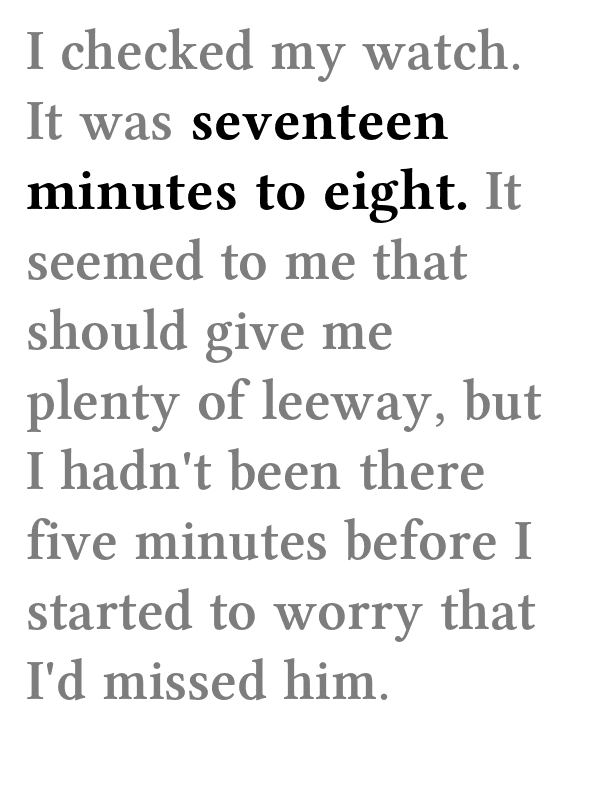 I checked my watch.
It was seventeen
minutes to eight. It
seemed to me that
should give me
plenty of leeway, but
I hadn't been there
five minutes before I
started to worry that
I'd missed him.